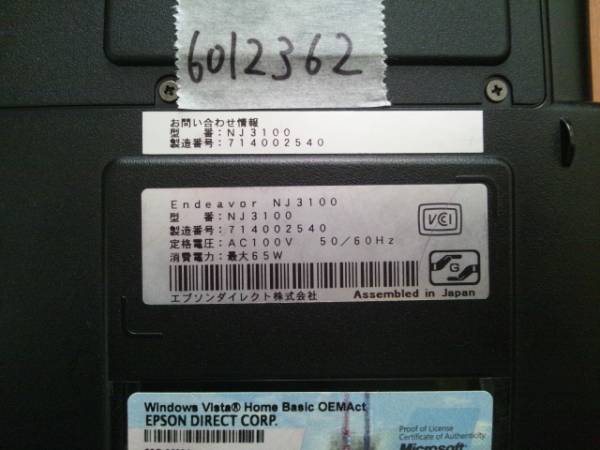 6012362
お問い合わせ情報
型　番：NJ3100
製造番号：714002540
Endeavor NJ3100
型　番：NJ3100
製造番号：714002540
定格電圧：AC100V　50／60Hz
消費電力：最大65W
エプソンダイレクト株式会社
Assembled in Japan
VCCI
G
Windows Vista® Home Basic OEMAct
EPSON DIRECT CORP.
Proof of License
Certificate of Authenticity
Microsoft